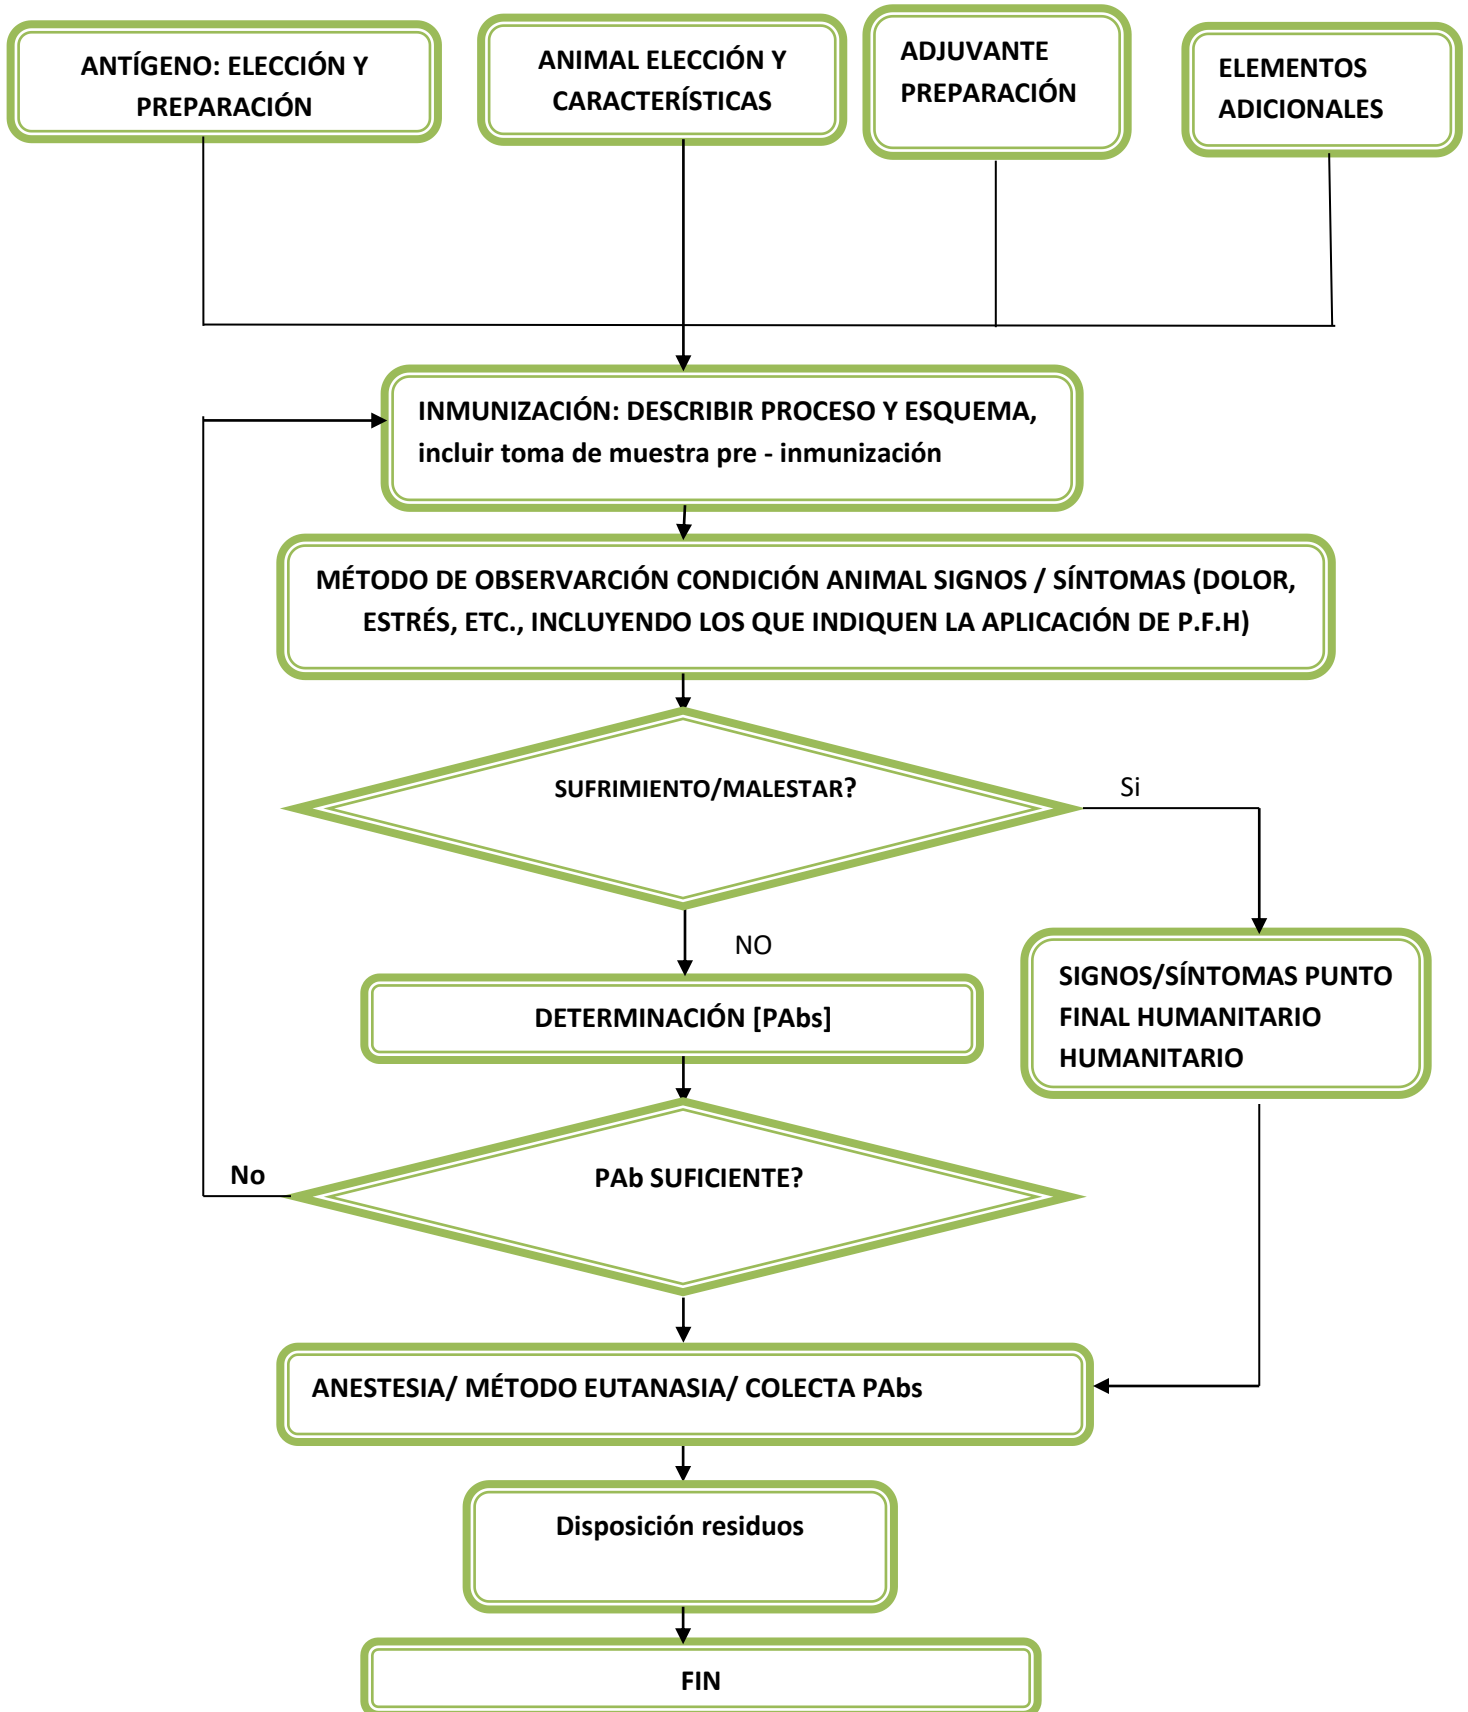 ANTÍGENO: ELECCIÓN Y
PREPARACIÓN
ANIMAL ELECCIÓN Y
CARACTERÍSTICAS
ADJUVANTE
PREPARACIÓN
ELEMENTOS
ADICIONALES
INMUNIZACIÓN: DESCRIBIR PROCESO Y ESQUEMA,
incluir toma de muestra pre - inmunización
MÉTODO DE OBSERVARCIÓN CONDICIÓN ANIMAL SIGNOS / SÍNTOMAS (DOLOR,
ESTRÉS, ETC., INCLUYENDO LOS QUE INDIQUEN LA APLICACIÓN DE P.F.H)
SUFRIMIENTO/MALESTAR?
Si
NO
SIGNOS/SÍNTOMAS PUNTO
FINAL HUMANITARIO
HUMANITARIO
DETERMINACIÓN [PAbs]
No
PAb SUFICIENTE?
ANESTESIA/ MÉTODO EUTANASIA/ COLECTA PAbs
Disposición residuos
FIN